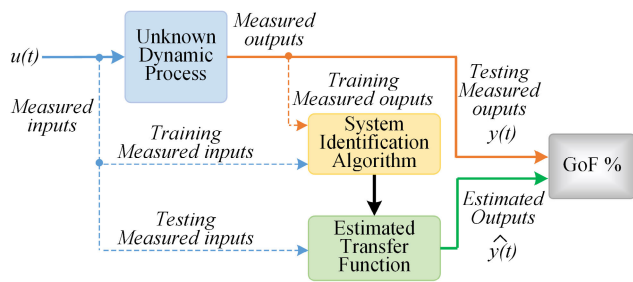 u(t)
Measured
inputs
Unknown
Dynamic
Process
Measured
outputs
Training
Measured ouputs
Testing
Measured
ouputs
y(t)
Training
Measured inputs
System
Identification
Algorithm
GoF %
Testing
Measured inputs
Estimated
Transfer
Function
Estimated
Outputs
ŷ(t)